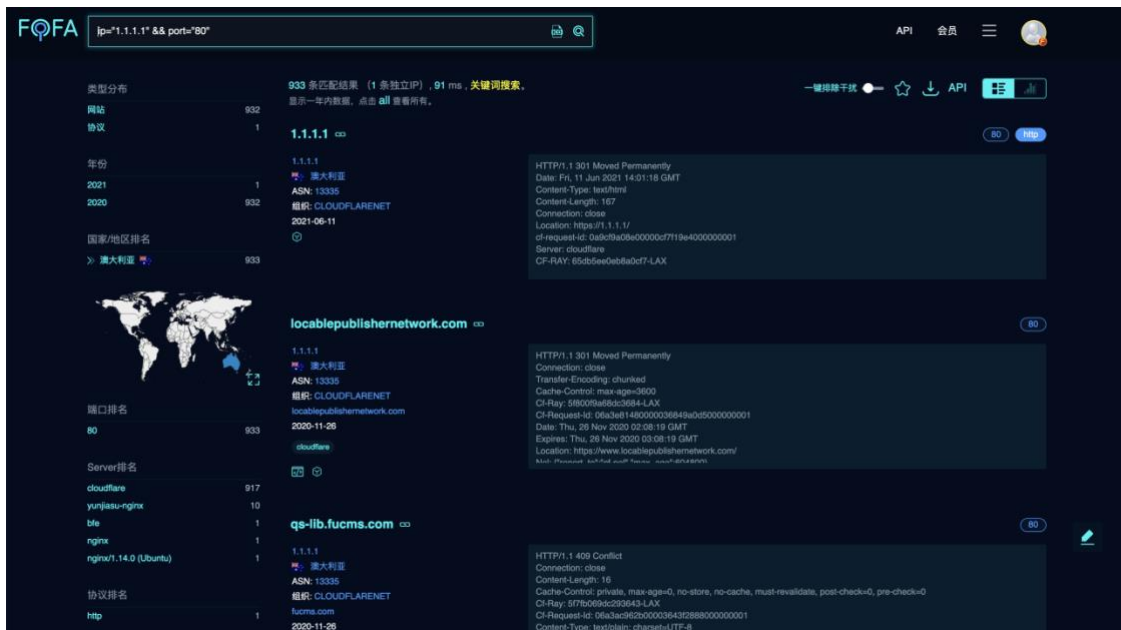 FOFA
ip="1.1.1.1" && port="80"
API
会员
类型分布
网站 932
协议 1
年份
2021 1
2020 932
国家/地区排名
澳大利亚 933
端口排名
80 933
Server排名
cloudflare 917
yunjiasu-nginx 10
bfe 1
nginx 1
nginx/1.14.0 (Ubuntu) 1
协议排名
http 1
933 条匹配结果 (1 条独立IP) , 91 ms , 关键词搜索。
显示一年内数据，点击 all 查看所有。
一键排除干扰
API
1.1.1.1
80 http
1.1.1.1
澳大利亚
ASN: 13335
组织: CLOUDFLARENET
2021-06-11
HTTP/1.1 301 Moved Permanently
Date: Fri, 11 Jun 2021 14:01:18 GMT
Content-Type: text/html
Content-Length: 167
Connection: close
Location: https://1.1.1.1/
cf-request-id: 0a9cf9a08e00000cf7f19e4000000001
Server: cloudflare
CF-RAY: 65db5ee0eb8a0cf7-LAX
locablepublishernetwork.com
80
1.1.1.1
澳大利亚
ASN: 13335
组织: CLOUDFLARENET
locablepublishernetwork.com
2020-11-26
cloudflare
HTTP/1.1 301 Moved Permanently
Connection: close
Transfer-Encoding: chunked
Cache-Control: max-age=3600
Cf-Ray: 5f800f9a68dc3684-LAX
Cf-Request-Id: 06a3e6148000003684 9a0d5000000001
Date: Thu, 26 Nov 2020 02:08:19 GMT
Expires: Thu, 26 Nov 2020 03:08:19 GMT
Location: https://www.locablepublishernetwork.com/
qs-lib.fucms.com
80
1.1.1.1
澳大利亚
ASN: 13335
组织: CLOUDFLARENET
fucms.com
2020-11-26
HTTP/1.1 409 Conflict
Connection: close
Content-Length: 16
Cache-Control: private, max-age=0, no-store, no-cache, must-revalidate, post-check=0, pre-check=0
Cf-Ray: 5f7fb069dc293643-LAX
Cf-Request-Id: 06a3ac962b00003643f2888000000001
Content-Type: text/plain; charset=UTF-8